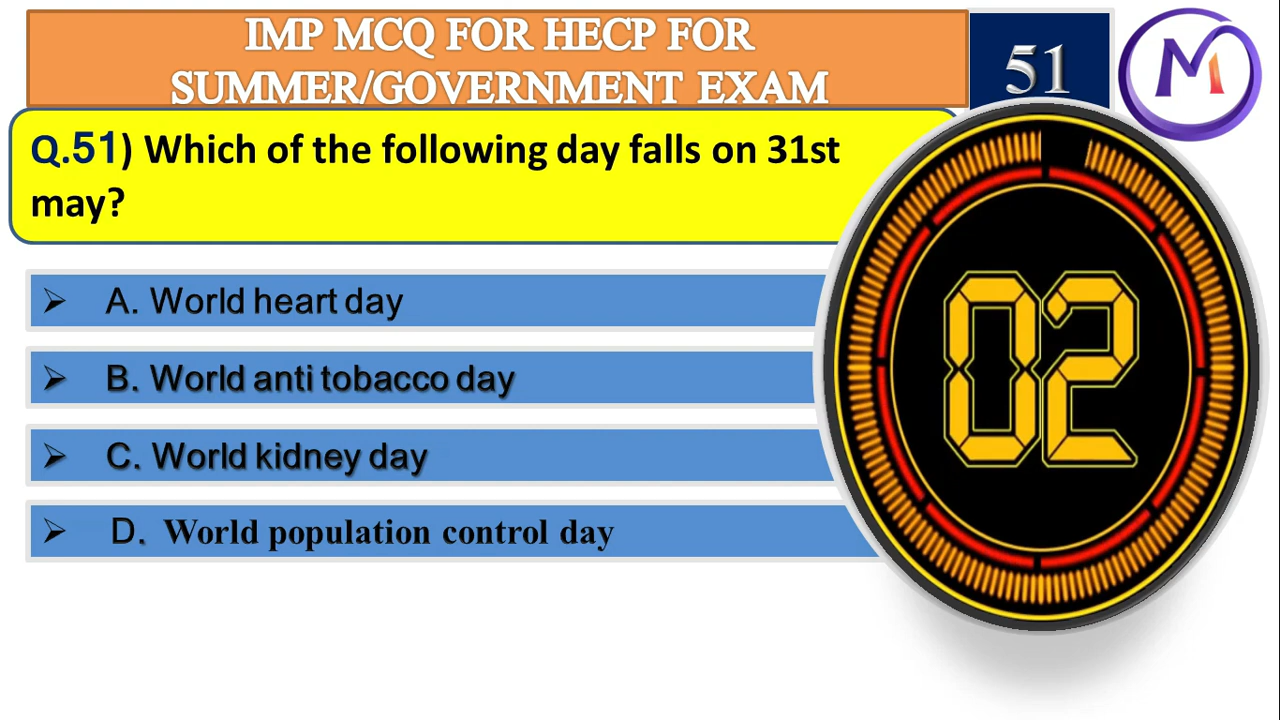 IMP MCQ FOR HECP FOR
SUMMER/GOVERNMENT EXAM
51
M
Q.51) Which of the following day falls on 31st
may?
A. World heart day
B. World anti tobacco day
C. World kidney day
D. World population control day
02